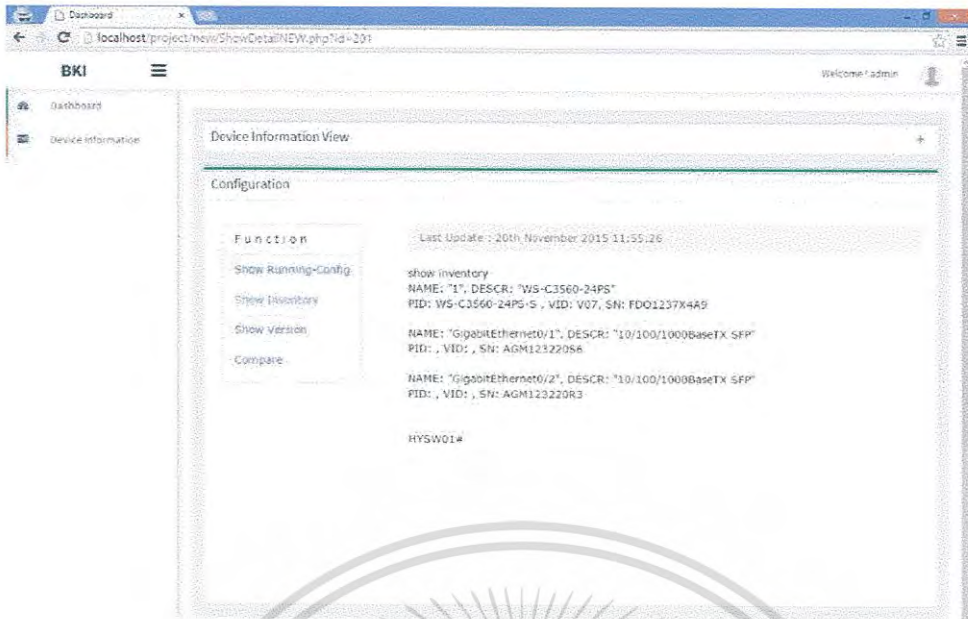 Dashboard
localhost/project/new/ShowDetailNEW.php?id=201
BKI
Welcome! admin
Dashboard
Device Information
Device Information View
+
Configuration
Function
Last Update : 20th November 2015 11:55:26
Show Running-Config
Show Inventory
Show Version
Compare
show inventory
NAME: "1", DESCR: "WS-C3560-24PS"
PID: WS-C3560-24PS-S , VID: V07, SN: FDO1237X4A9
NAME: "GigabitEthernet0/1", DESCR: "10/100/1000BaseTX SFP"
PID: , VID: , SN: AGM123220S6
NAME: "GigabitEthernet0/2", DESCR: "10/100/1000BaseTX SFP"
PID: , VID: , SN: AGM123220R3
HYSW01#